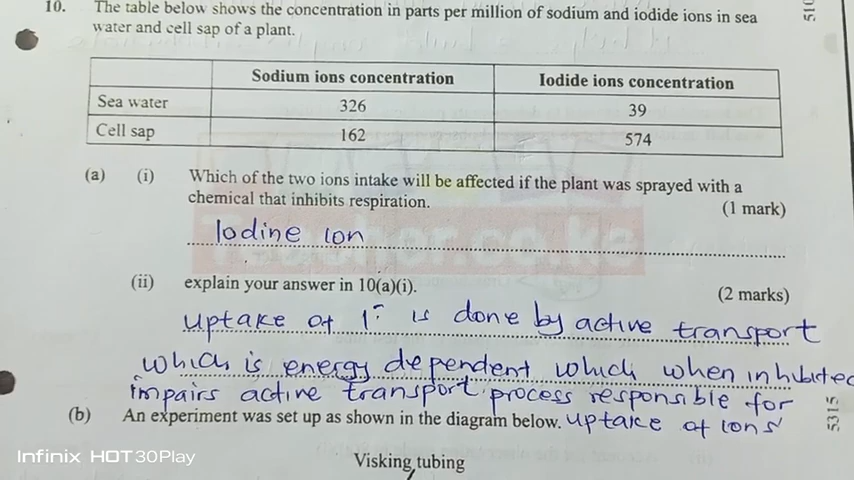 10. The table below shows the concentration in parts per million of sodium and iodide ions in sea
water and cell sap of a plant.
Sodium ions concentration Iodide ions concentration
Sea water 326 39
Cell sap 162 574
(a) (i) Which of the two ions intake will be affected if the plant was sprayed with a
chemical that inhibits respiration. (1 mark)
Iodine ion
(ii) explain your answer in 10(a)(i). (2 marks)
Uptake of I⁻ is done by active transport
which is energy dependent which when inhibited
impairs active transport process responsible for
uptake of ions
(b) An experiment was set up as shown in the diagram below.
Visking tubing
5315
Infinix HOT 30Play